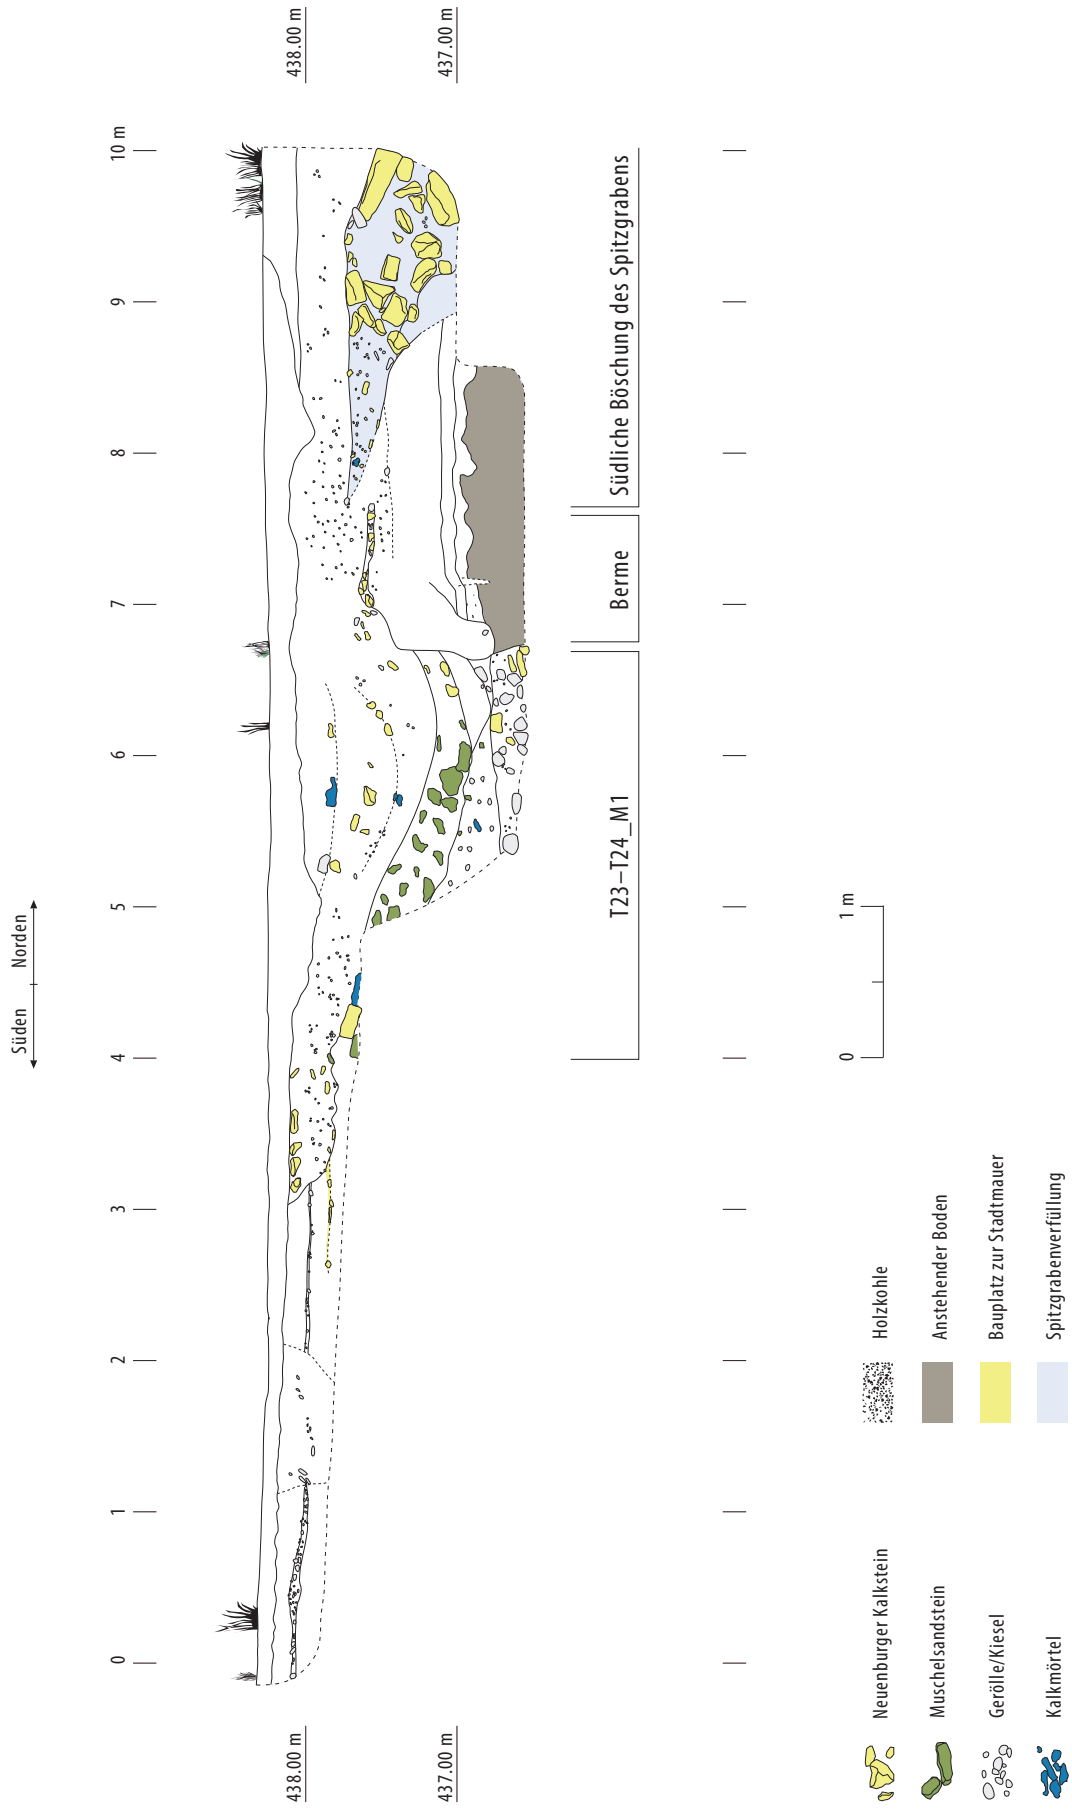 Süden Norden
0 1 2 3 4 5 6 7 8 9 10 m
438.00 m 438.00 m
437.00 m 437.00 m
T23–T24_M1
Berme
Südliche Böschung des Spitzgrabens
0 1 m
Neuenburger Kalkstein
Muschelsandstein
Gerölle/Kiesel
Kalkmörtel
Holzkohle
Anstehender Boden
Bauplatz zur Stadtmauer
Spitzgrabenverfüllung